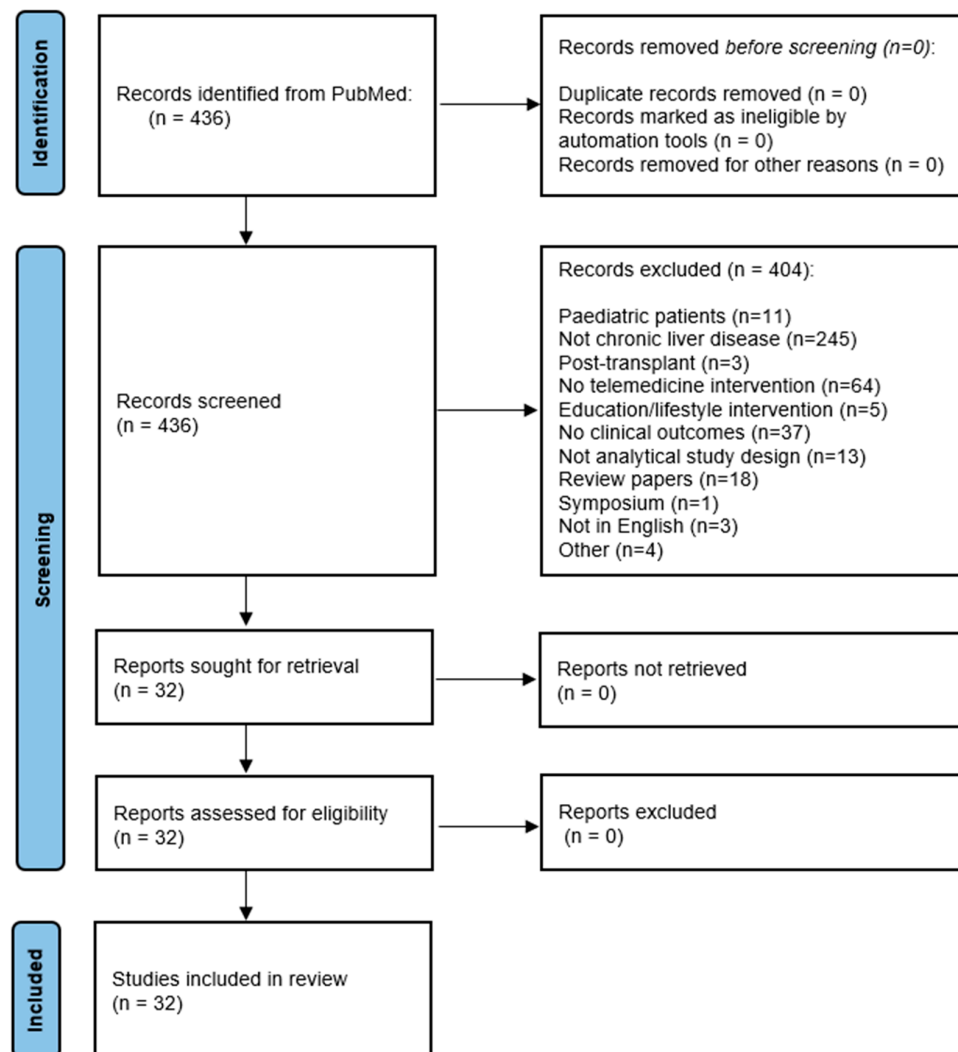 Identification
Records identified from PubMed:
(n = 436)
Records removed before screening (n=0):
Duplicate records removed (n = 0)
Records marked as ineligible by
automation tools (n = 0)
Records removed for other reasons (n = 0)
Screening
Records screened
(n = 436)
Records excluded (n = 404):
Paediatric patients (n=11)
Not chronic liver disease (n=245)
Post-transplant (n=3)
No telemedicine intervention (n=64)
Education/lifestyle intervention (n=5)
No clinical outcomes (n=37)
Not analytical study design (n=13)
Review papers (n=18)
Symposium (n=1)
Not in English (n=3)
Other (n=4)
Reports sought for retrieval
(n = 32)
Reports not retrieved
(n = 0)
Reports assessed for eligibility
(n = 32)
Reports excluded
(n = 0)
Included
Studies included in review
(n = 32)